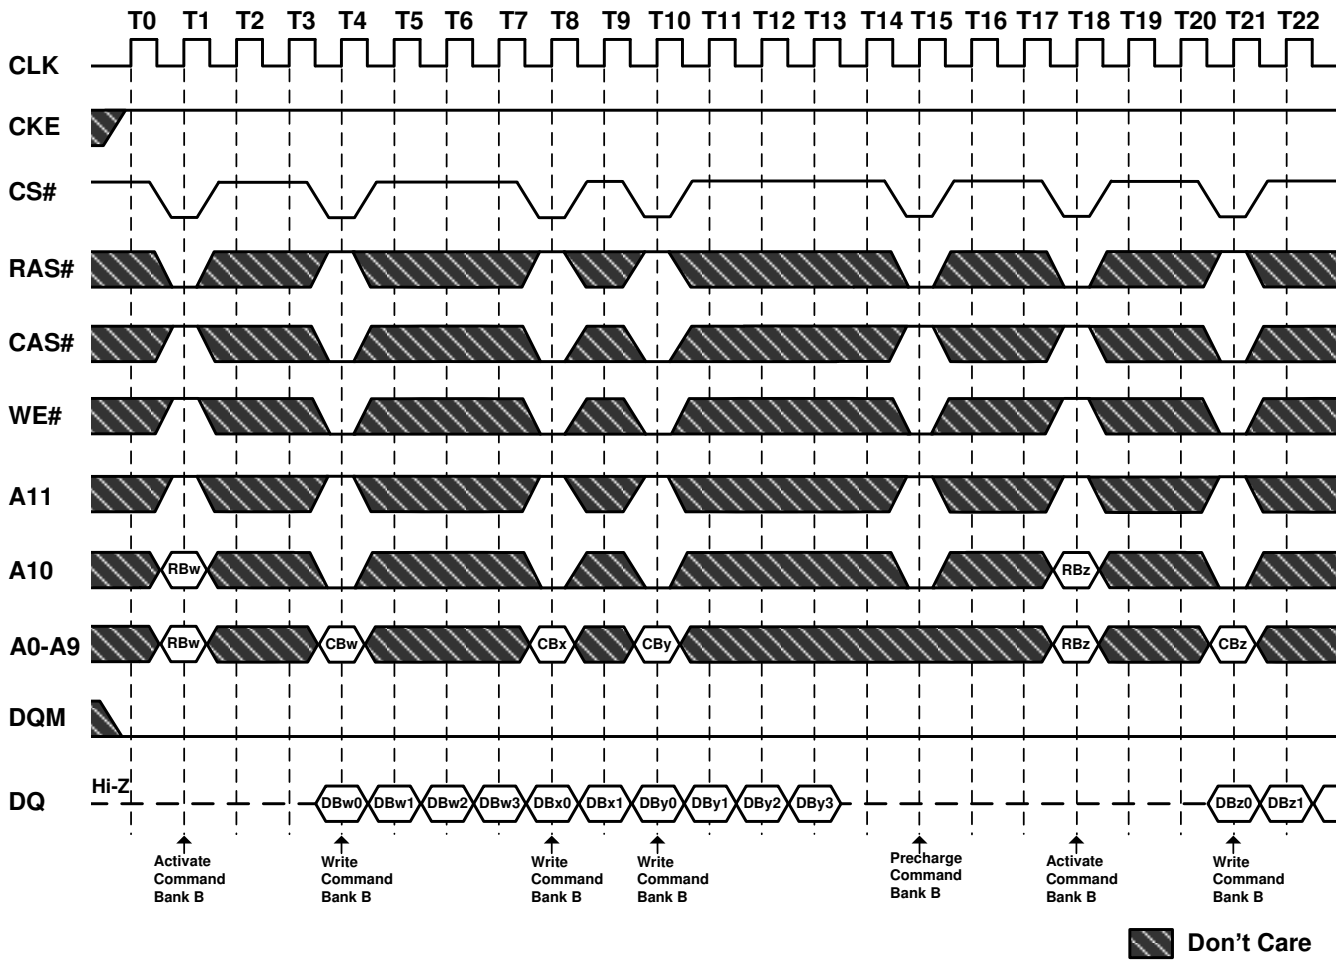 T0 T1 T2 T3 T4 T5 T6 T7 T8 T9 T10 T11 T12 T13 T14 T15 T16 T17 T18 T19 T20 T21 T22
CLK
CKE
CS#
RAS#
CAS#
WE#
A11
A10 RBw RBz
A0-A9 RBw CBw CBx CBy RBz CBz
DQM
DQ Hi-Z DBw0 DBw1 DBw2 DBw3 DBx0 DBx1 DBy0 DBy1 DBy2 DBy3 DBz0 DBz1
Activate
Command
Bank B
Write
Command
Bank B
Write
Command
Bank B
Write
Command
Bank B
Precharge
Command
Bank B
Activate
Command
Bank B
Write
Command
Bank B
Don't Care